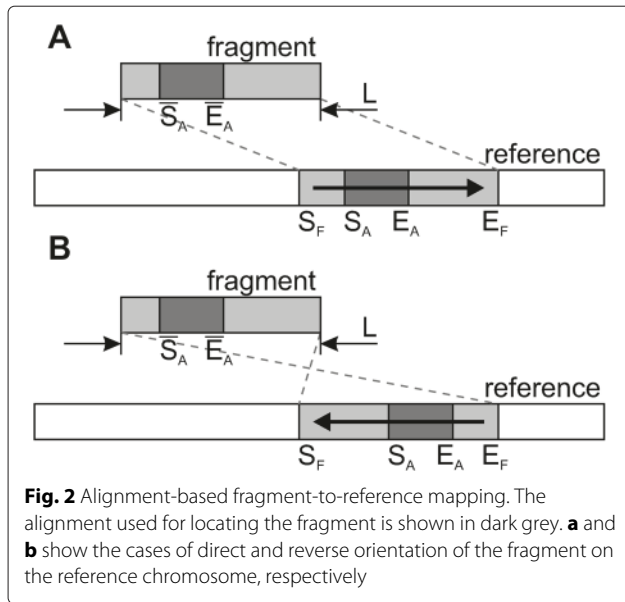 A
fragment
S̅A E̅A
L
reference
SF SA EA EF
B
fragment
S̅A E̅A
L
reference
SF SA EA EF
Fig. 2 Alignment-based fragment-to-reference mapping. The
alignment used for locating the fragment is shown in dark grey. a and
b show the cases of direct and reverse orientation of the fragment on
the reference chromosome, respectively